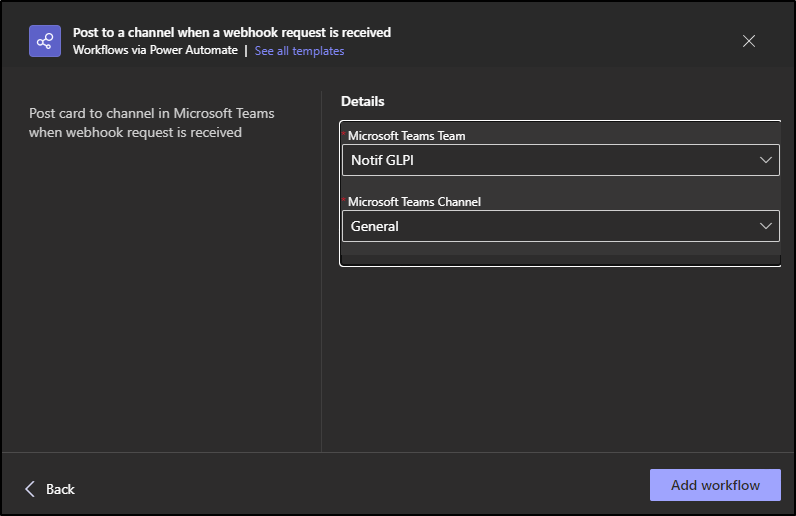 Post to a channel when a webhook request is received
Workflows via Power Automate | See all templates
Post card to channel in Microsoft Teams
when webhook request is received
Details
* Microsoft Teams Team
Notif GLPI
* Microsoft Teams Channel
General
Back
Add workflow